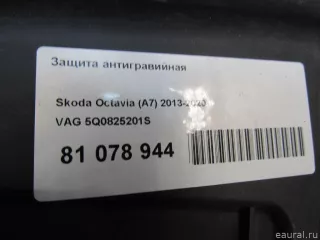 Защита антигравийная
Skoda Octavia (A7) 2013-2020
VAG 5Q0825201S
81 078 944
eaural.ru©